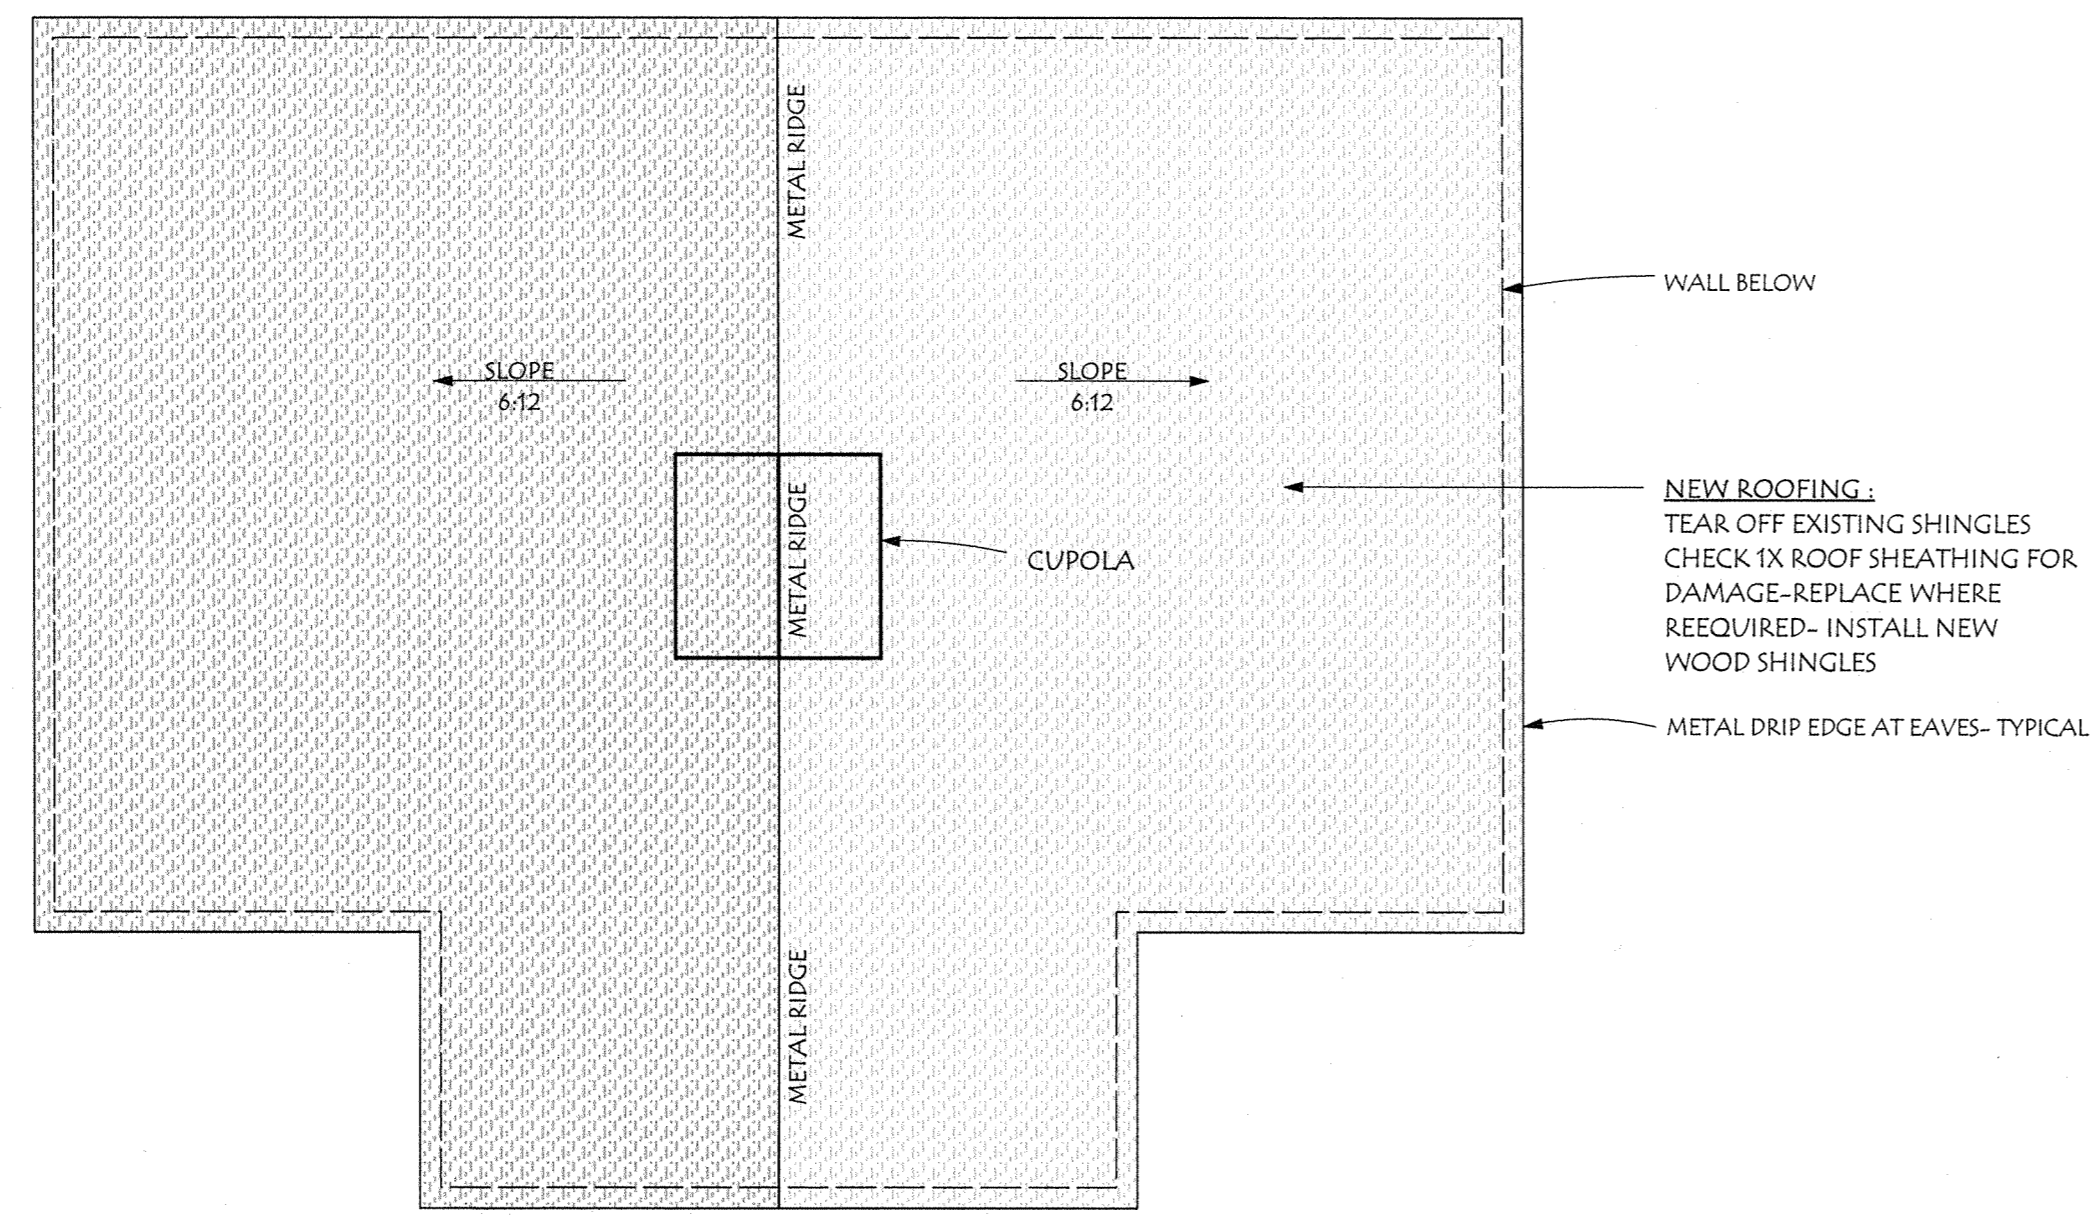 METAL RIDGE
WALL BELOW
SLOPE
6:12
SLOPE
6:12
METAL RIDGE
CUPOLA
NEW ROOFING :
TEAR OFF EXISTING SHINGLES
CHECK 1X ROOF SHEATHING FOR
DAMAGE-REPLACE WHERE
REEQUIRED- INSTALL NEW
WOOD SHINGLES
METAL DRIP EDGE AT EAVES- TYPICAL
METAL RIDGE